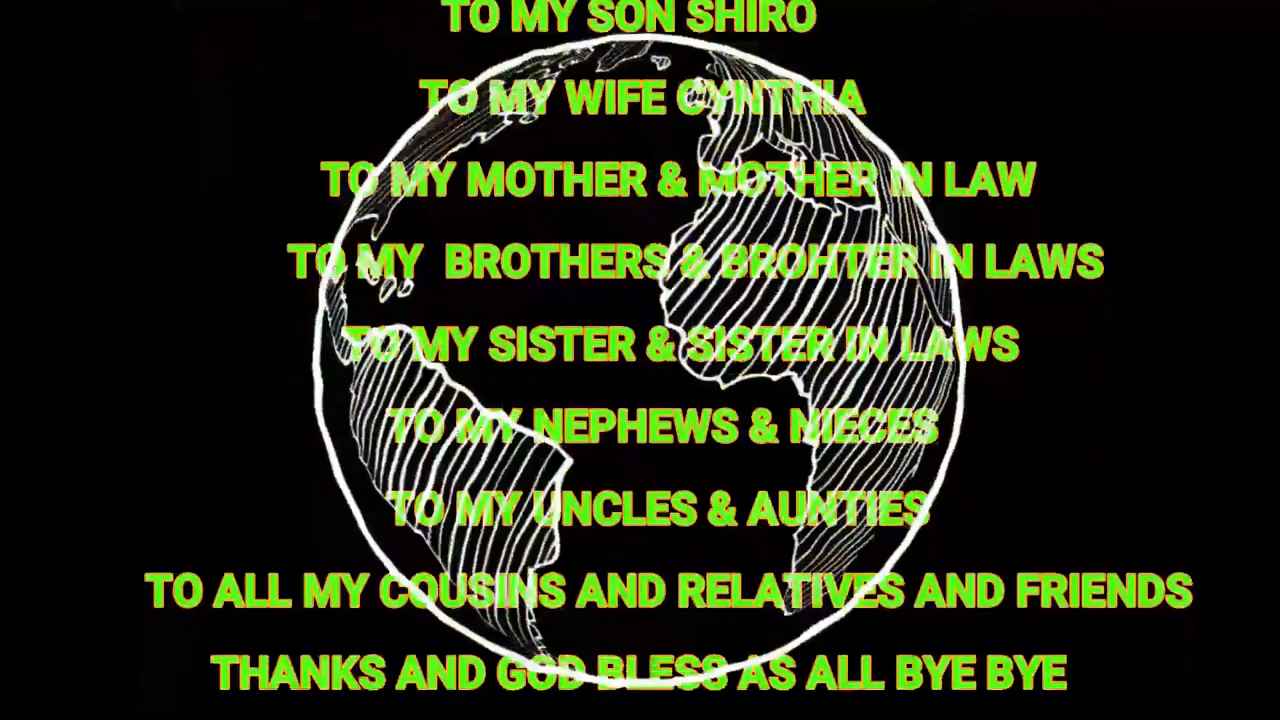 TO MY SON SHIRO
TO MY WIFE CYNTHIA
TO MY MOTHER & MOTHER IN LAW
TO MY BROTHERS & BROHTER IN LAWS
TO MY SISTER & SISTER IN LAWS
TO MY NEPHEWS & NIECES
TO MY UNCLES & AUNTIES
TO ALL MY COUSINS AND RELATIVES AND FRIENDS
THANKS AND GOD BLESS AS ALL BYE BYE